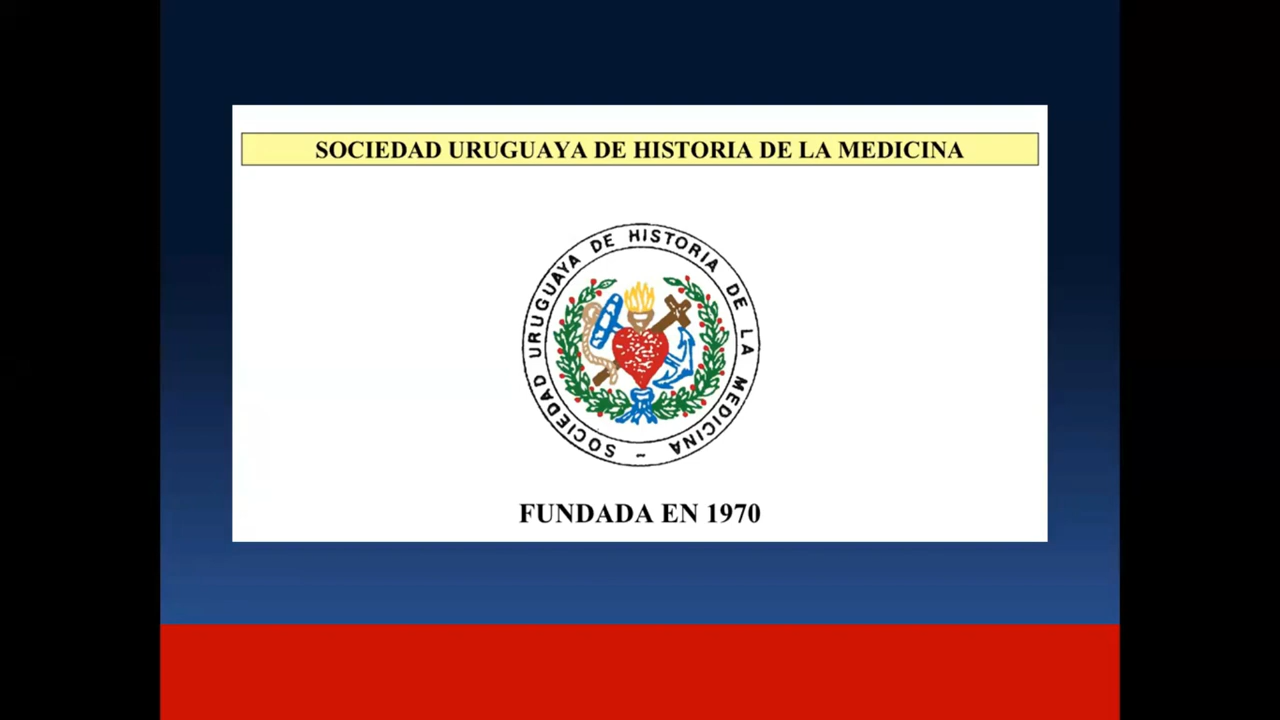 SOCIEDAD URUGUAYA DE HISTORIA DE LA MEDICINA
SOCIEDAD URUGUAYA DE HISTORIA DE LA MEDICINA ~
FUNDADA EN 1970